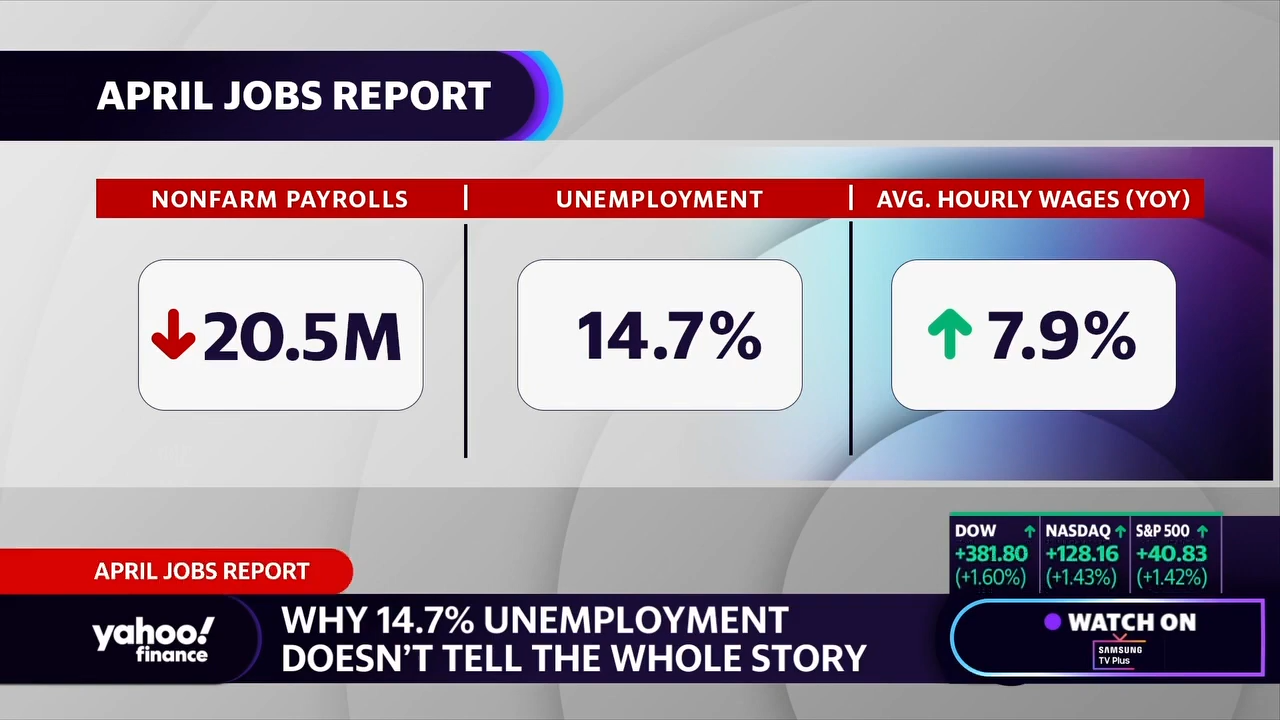 APRIL JOBS REPORT
NONFARM PAYROLLS
UNEMPLOYMENT
AVG. HOURLY WAGES (YOY)
20.5M
14.7%
7.9%
DOW
NASDAQ
S&P 500
+381.80
+128.16
+40.83
(+1.60%)
(+1.43%)
(+1.42%)
APRIL JOBS REPORT
yahoo!
finance
WHY 14.7% UNEMPLOYMENT
DOESN'T TELL THE WHOLE STORY
WATCH ON
SAMSUNG
TV Plus